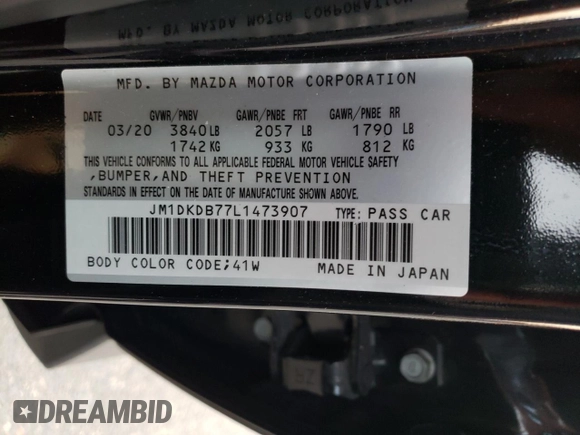 MFD. BY MAZDA MOTOR CORPORATION
DATE GVWR/PNBV GAWR/PNBE FRT GAWR/PNBE RR
03/20 3840 LB 2057 LB 1790 LB
1742 KG 933 KG 812 KG
THIS VEHICLE CONFORMS TO ALL APPLICABLE FEDERAL MOTOR VEHICLE SAFETY
,BUMPER,AND THEFT PREVENTION
STANDARDS IN EFFECT ON THE DATE OF MANUFACTURE SHOWN ABOVE.
JM1DKDB77L1473907 TYPE: PASS CAR
BODY COLOR CODE;41W MADE IN JAPAN
DREAMBID